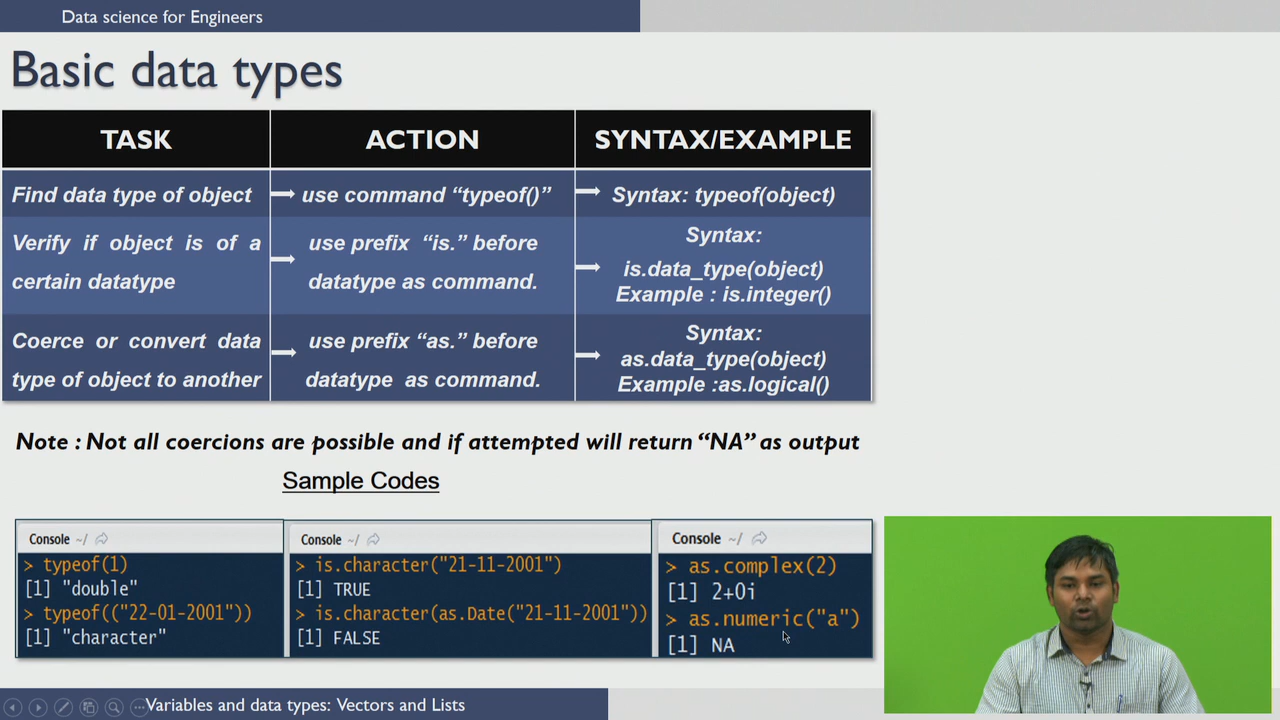 Data science for Engineers
Basic data types
TASK
ACTION
SYNTAX/EXAMPLE
Find data type of object
use command “typeof()”
Syntax: typeof(object)
Verify if object is of a
certain datatype
use prefix “is.” before
datatype as command.
Syntax:
is.data_type(object)
Example : is.integer()
Coerce or convert data
type of object to another
use prefix “as.” before
datatype as command.
Syntax:
as.data_type(object)
Example :as.logical()
Note : Not all coercions are possible and if attempted will return “NA” as output
Sample Codes
Console ~/
> typeof(1)
[1] "double"
> typeof(("22-01-2001"))
[1] "character"
Console ~/
> is.character("21-11-2001")
[1] TRUE
> is.character(as.Date("21-11-2001"))
[1] FALSE
Console ~/
> as.complex(2)
[1] 2+0i
> as.numeric("a")
[1] NA
Variables and data types: Vectors and Lists